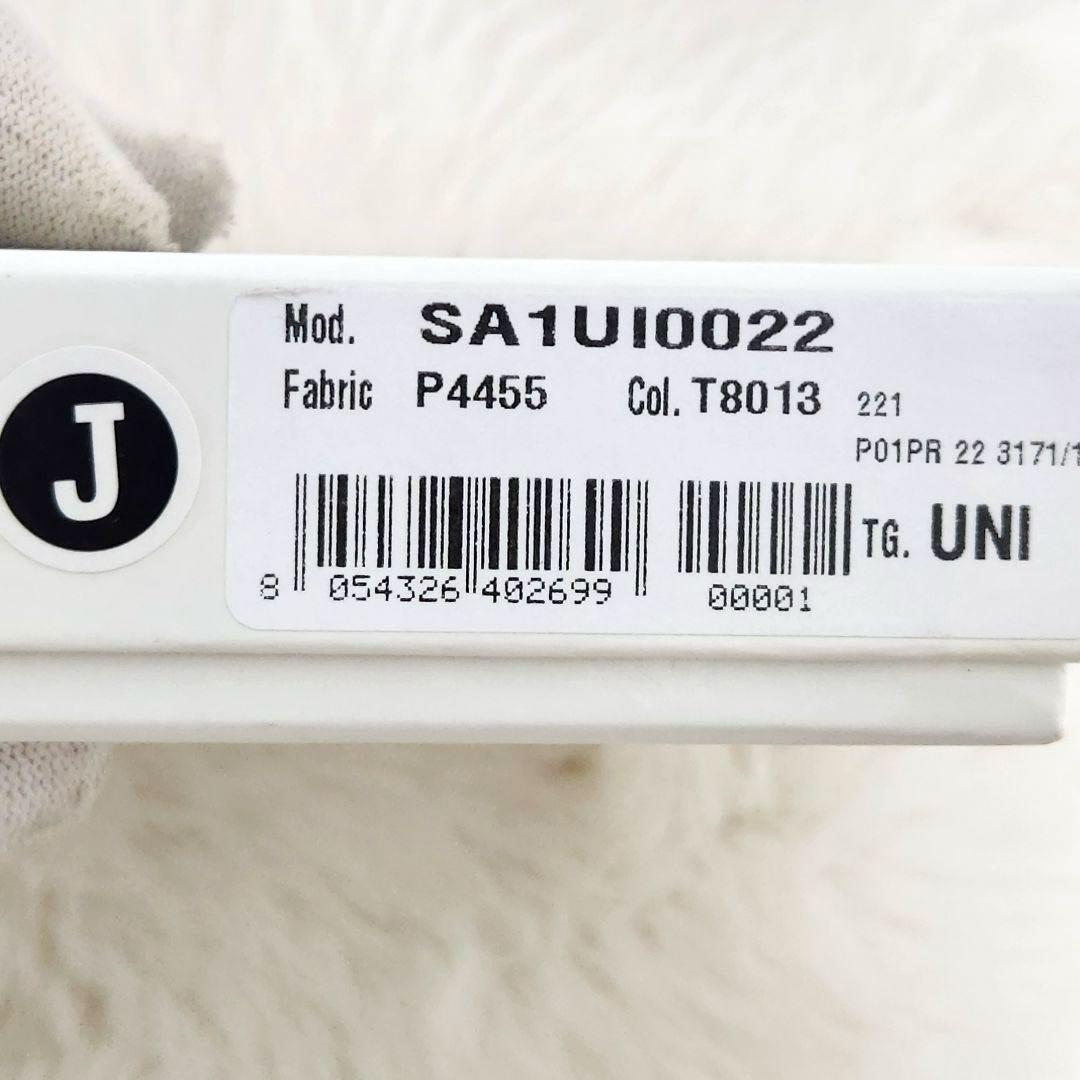 J
Mod. SA1UI0022
Fabric P4455 Col. T8013 221
P01PR 22 3171/1
TG. UNI
8 054326 402699 00001